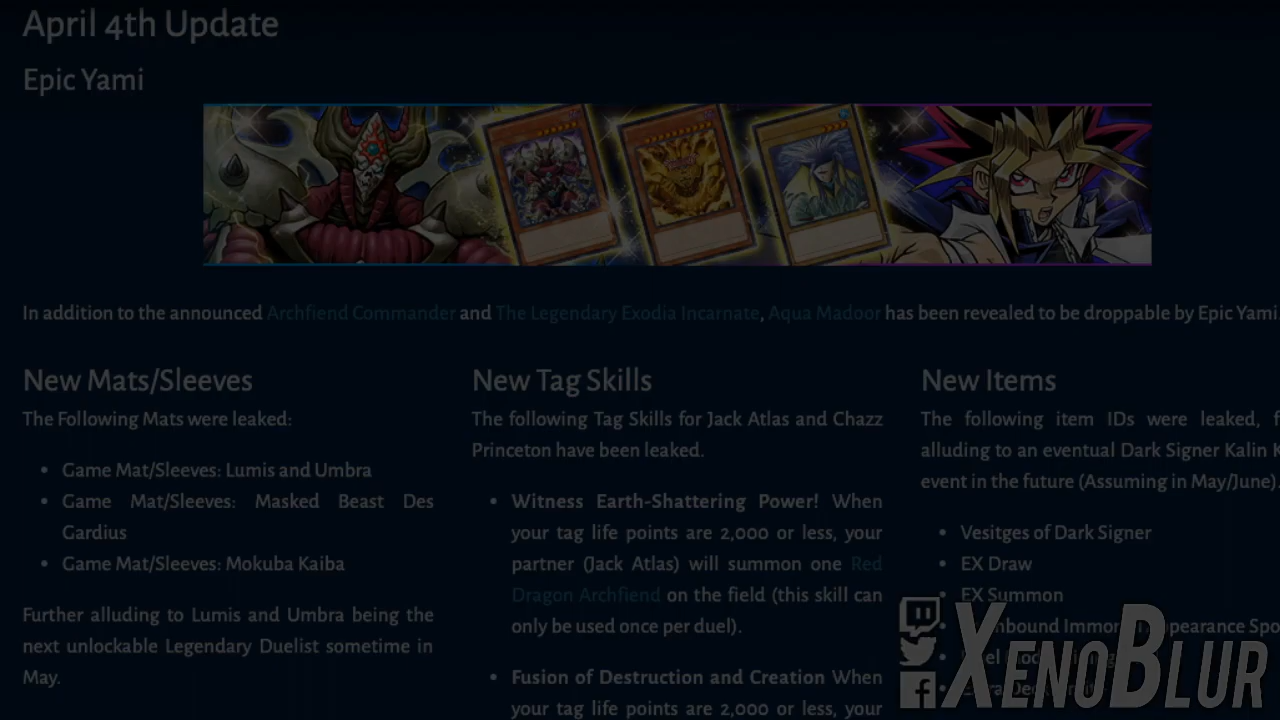 April 4th Update
Epic Yami
In addition to the announced Archfiend Commander and The Legendary Exodia Incarnate, Aqua Madoor has been revealed to be droppable by Epic Yami.
New Mats/Sleeves
The Following Mats were leaked:
• Game Mat/Sleeves: Lumis and Umbra
• Game Mat/Sleeves: Masked Beast Des
Gardius
• Game Mat/Sleeves: Mokuba Kaiba
Further alluding to Lumis and Umbra being the
next unlockable Legendary Duelist sometime in
May.
New Tag Skills
The following Tag Skills for Jack Atlas and Chazz
Princeton have been leaked.
• Witness Earth-Shattering Power! When
your tag life points are 2,000 or less, your
partner (Jack Atlas) will summon one Red
Dragon Archfiend on the field (this skill can
only be used once per duel).
• Fusion of Destruction and Creation When
your tag life points are 2,000 or less, your
New Items
The following item IDs were leaked,
alluding to an eventual Dark Signer Kalin
event in the future (Assuming in May/June).
• Vesitges of Dark Signer
• EX Draw
• EX Summon
XENOBLUR